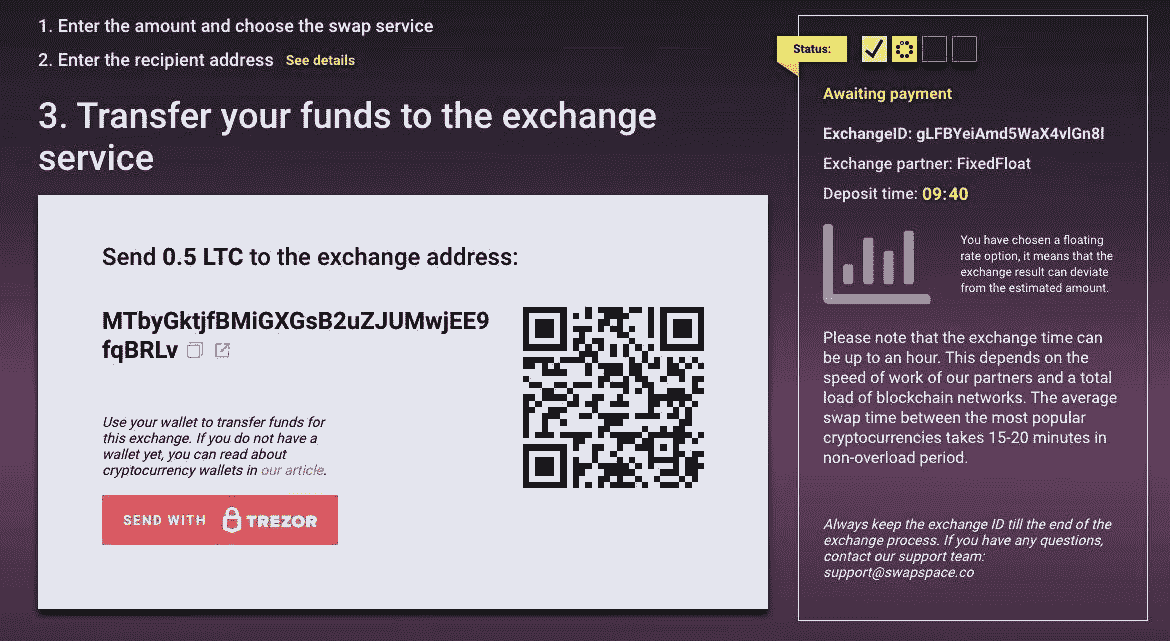 1. Enter the amount and choose the swap service
2. Enter the recipient address See details
3. Transfer your funds to the exchange
service
Send 0.5 LTC to the exchange address:
MTbyGktjfBMiGXGsB2uZJUMwjEE9
fqBRLv
Use your wallet to transfer funds for
this exchange. If you do not have a
wallet yet, you can read about
cryptocurrency wallets in our article.
SEND WITH TREZOR
Status:
Awaiting payment
ExchangeID: gLFBYeiAmd5WaX4vlGn8l
Exchange partner: FixedFloat
Deposit time: 09:40
You have chosen a floating
rate option, it means that the
exchange result can deviate
from the estimated amount.
Please note that the exchange time can
be up to an hour. This depends on the
speed of work of our partners and a total
load of blockchain networks. The average
swap time between the most popular
cryptocurrencies takes 15-20 minutes in
non-overload period.
Always keep the exchange ID till the end of the
exchange process. If you have any questions,
contact our support team:
support@swapspace.co